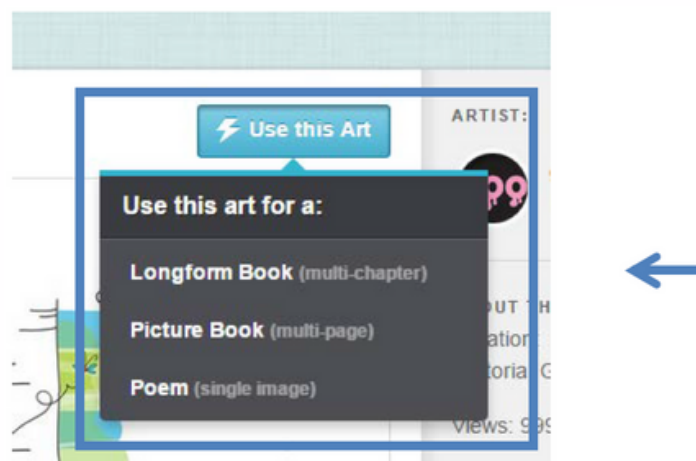 Use this Art
ARTIST:
Use this art for a:
Longform Book (multi-chapter)
Picture Book (multi-page)
Poem (single image)
Views: 999